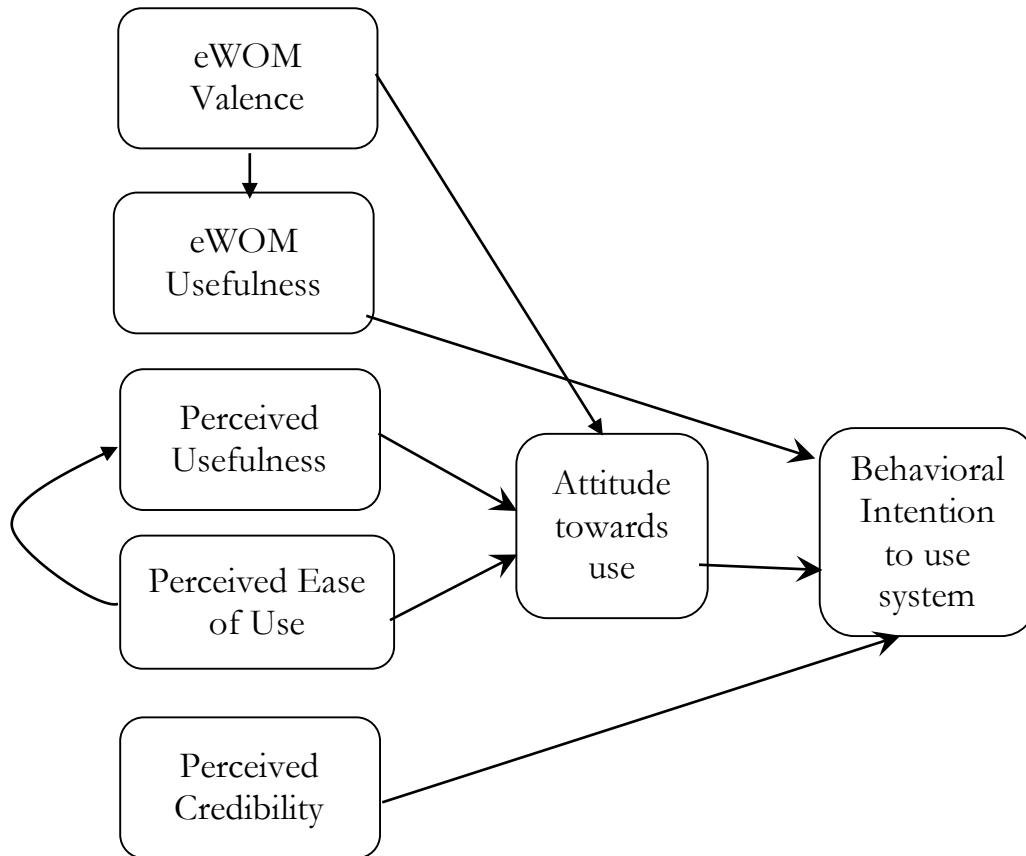 eWOM
Valence
eWOM
Usefulness
Perceived
Usefulness
Perceived Ease
of Use
Perceived
Credibility
Attitude
towards
use
Behavioral
Intention
to use
system